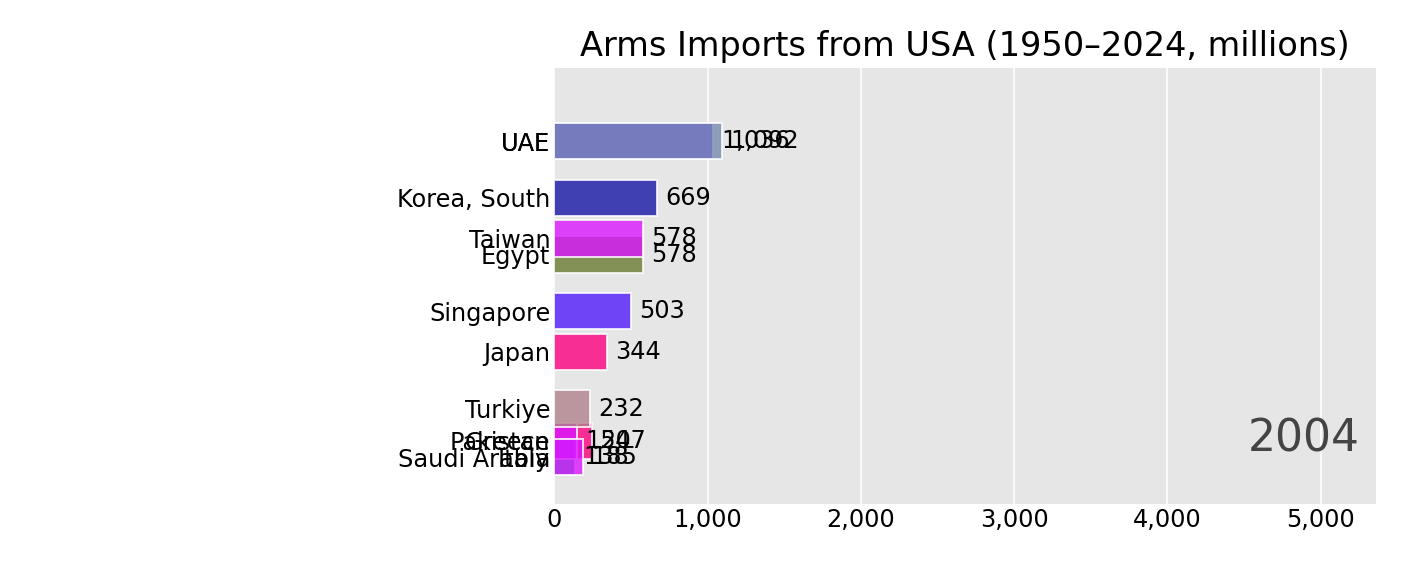 Arms Imports from USA (1950–2024, millions)
UAE
Korea, South 669
Taiwan 578
Egypt 578
Singapore 503
Japan 344
Turkiye 232
2004
Saudi Arabia
0 1,000 2,000 3,000 4,000 5,000